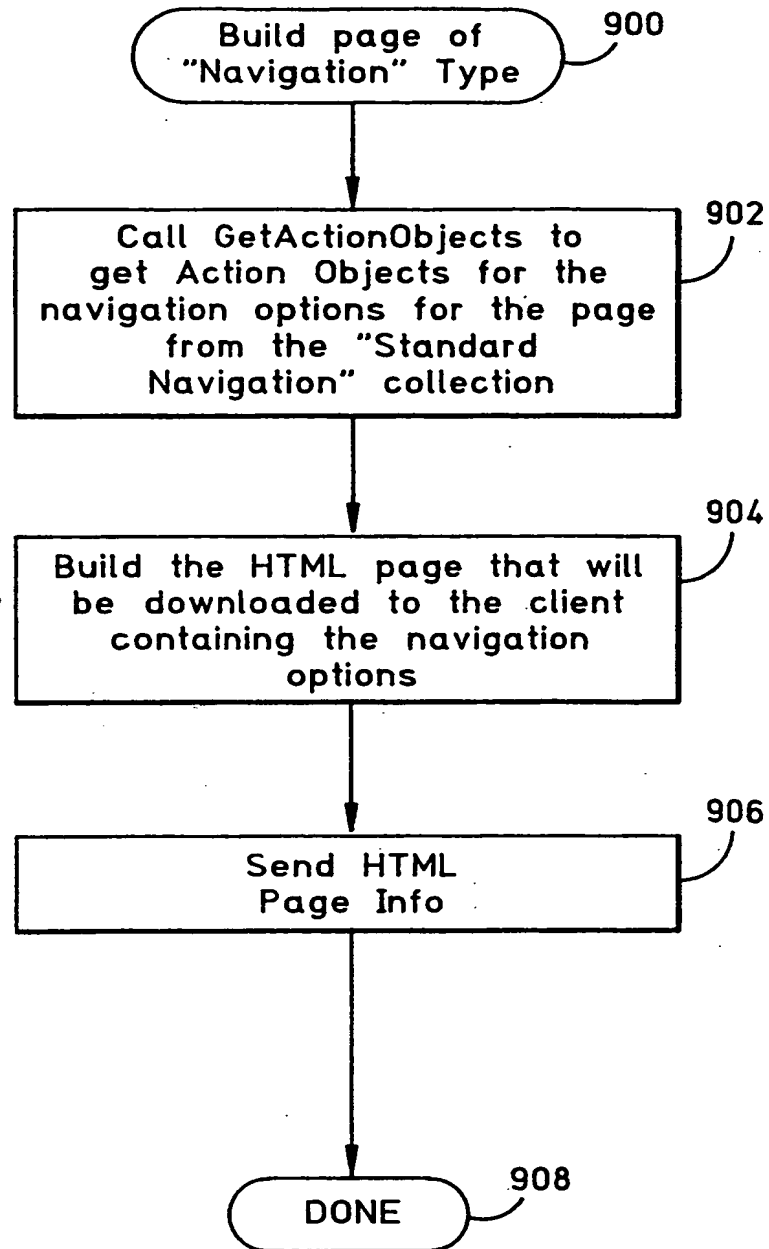 Build page of
"Navigation" Type
900
Call GetActionObjects to
get Action Objects for the
navigation options for the page
from the "Standard
Navigation" collection
902
Build the HTML page that will
be downloaded to the client
containing the navigation
options
904
Send HTML
Page Info
906
DONE
908